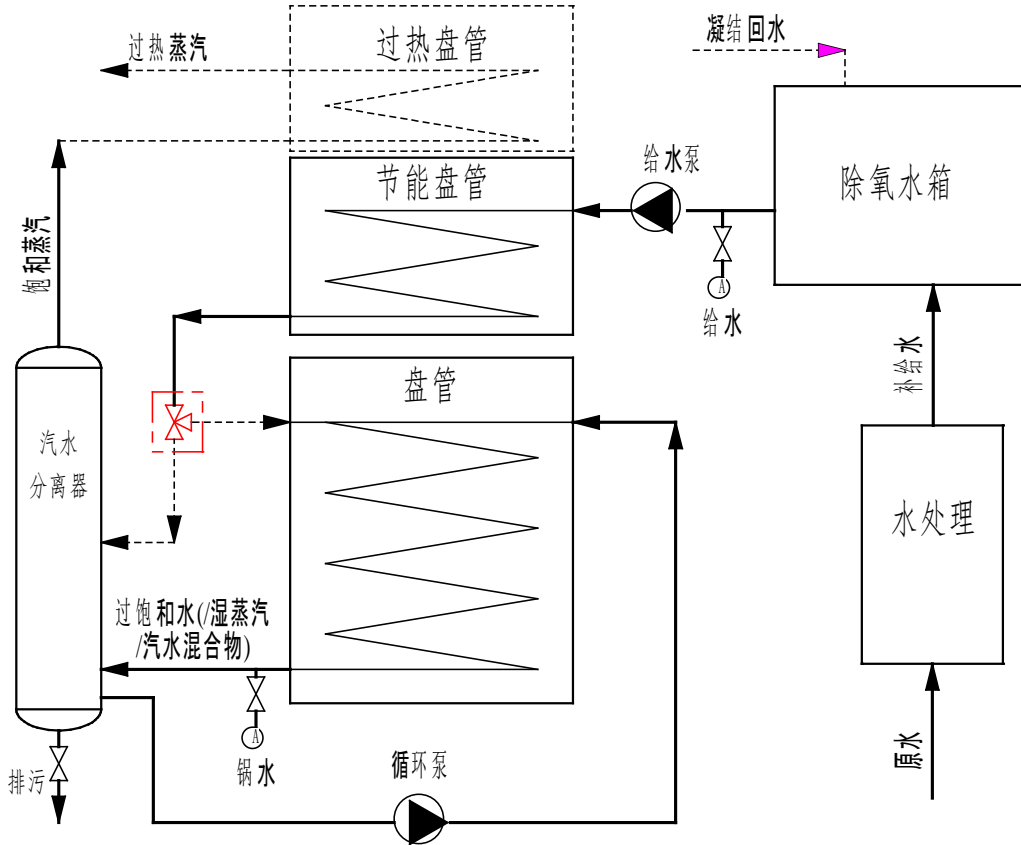 过热盘管
凝结回水
过热蒸汽
给水泵
节能盘管
除氧水箱
饱和蒸汽
A
给水
补给水
盘管
汽水
分离器
水处理
过饱和水(/湿蒸汽
/汽水混合物)
A
锅水
循环泵
原水
排污